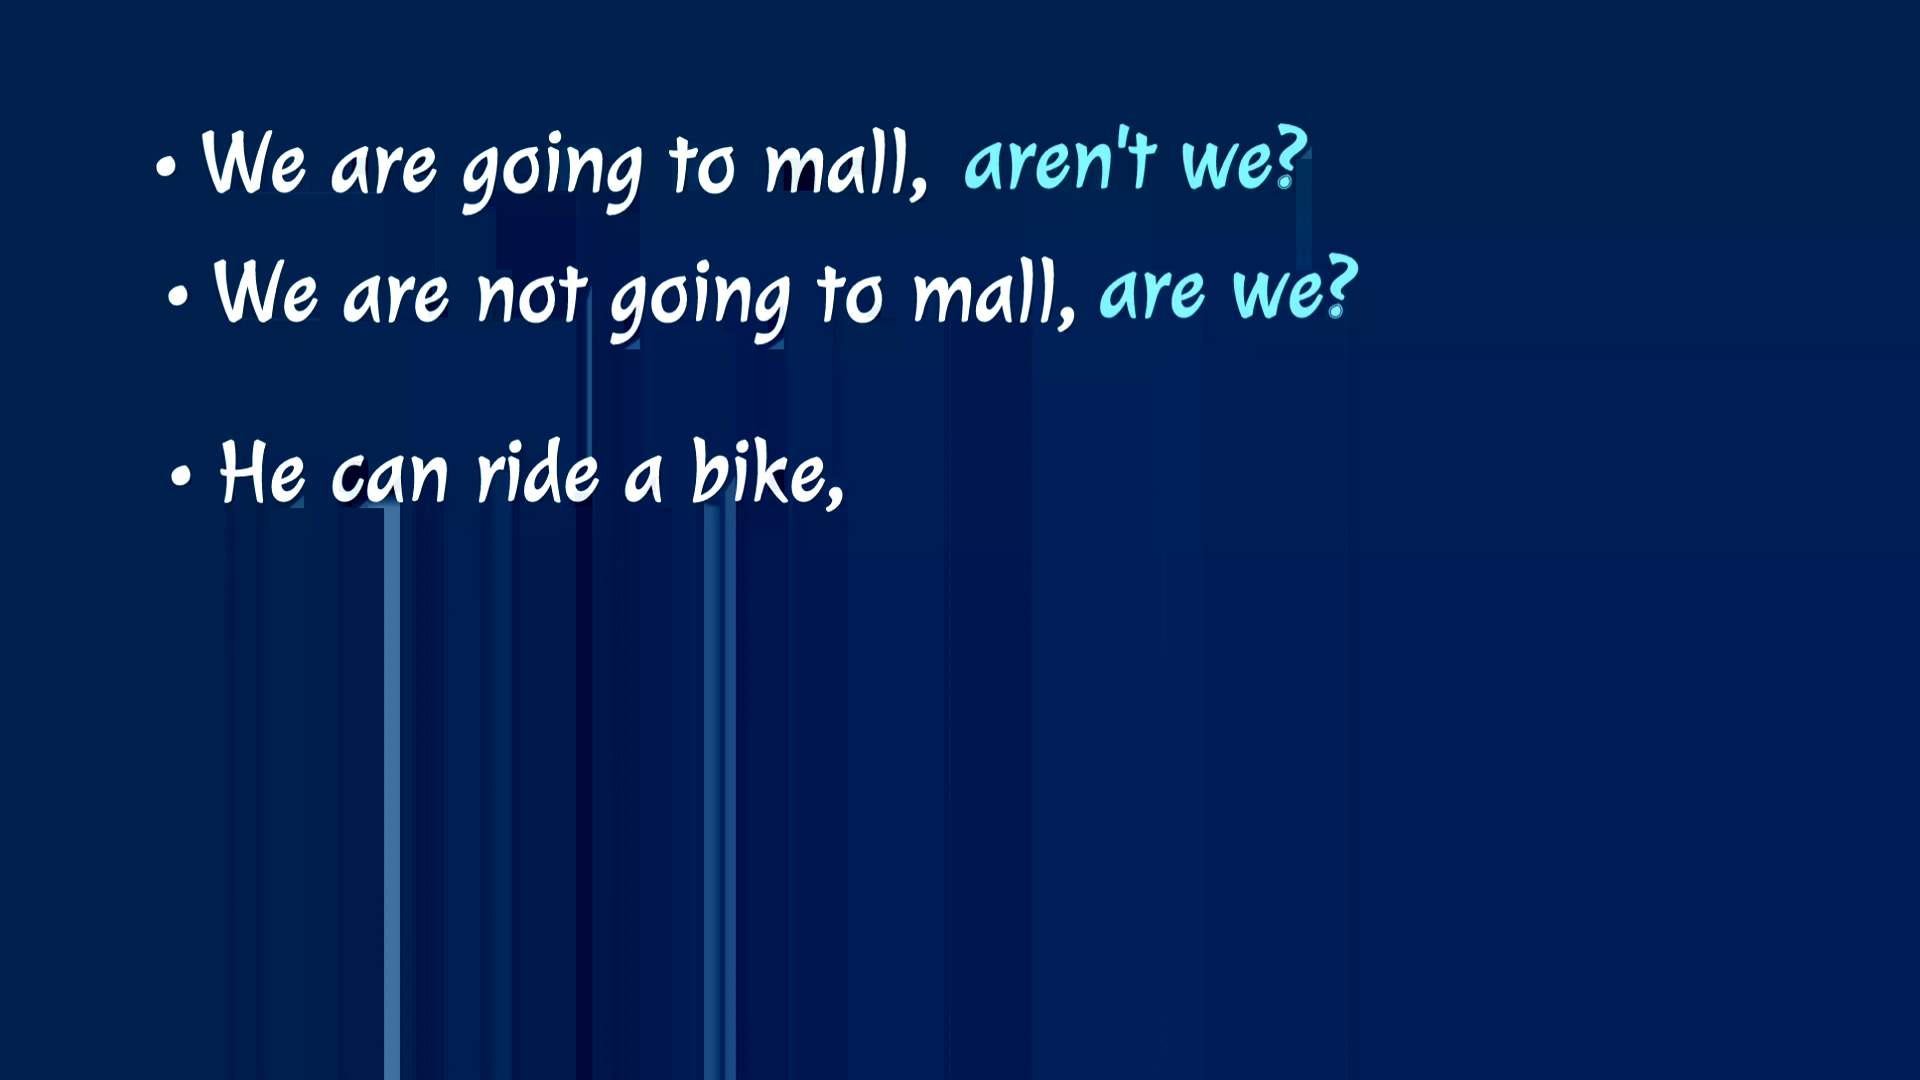 • We are going to mall, aren't we?
• We are not going to mall, are we?
• He can ride a bike,